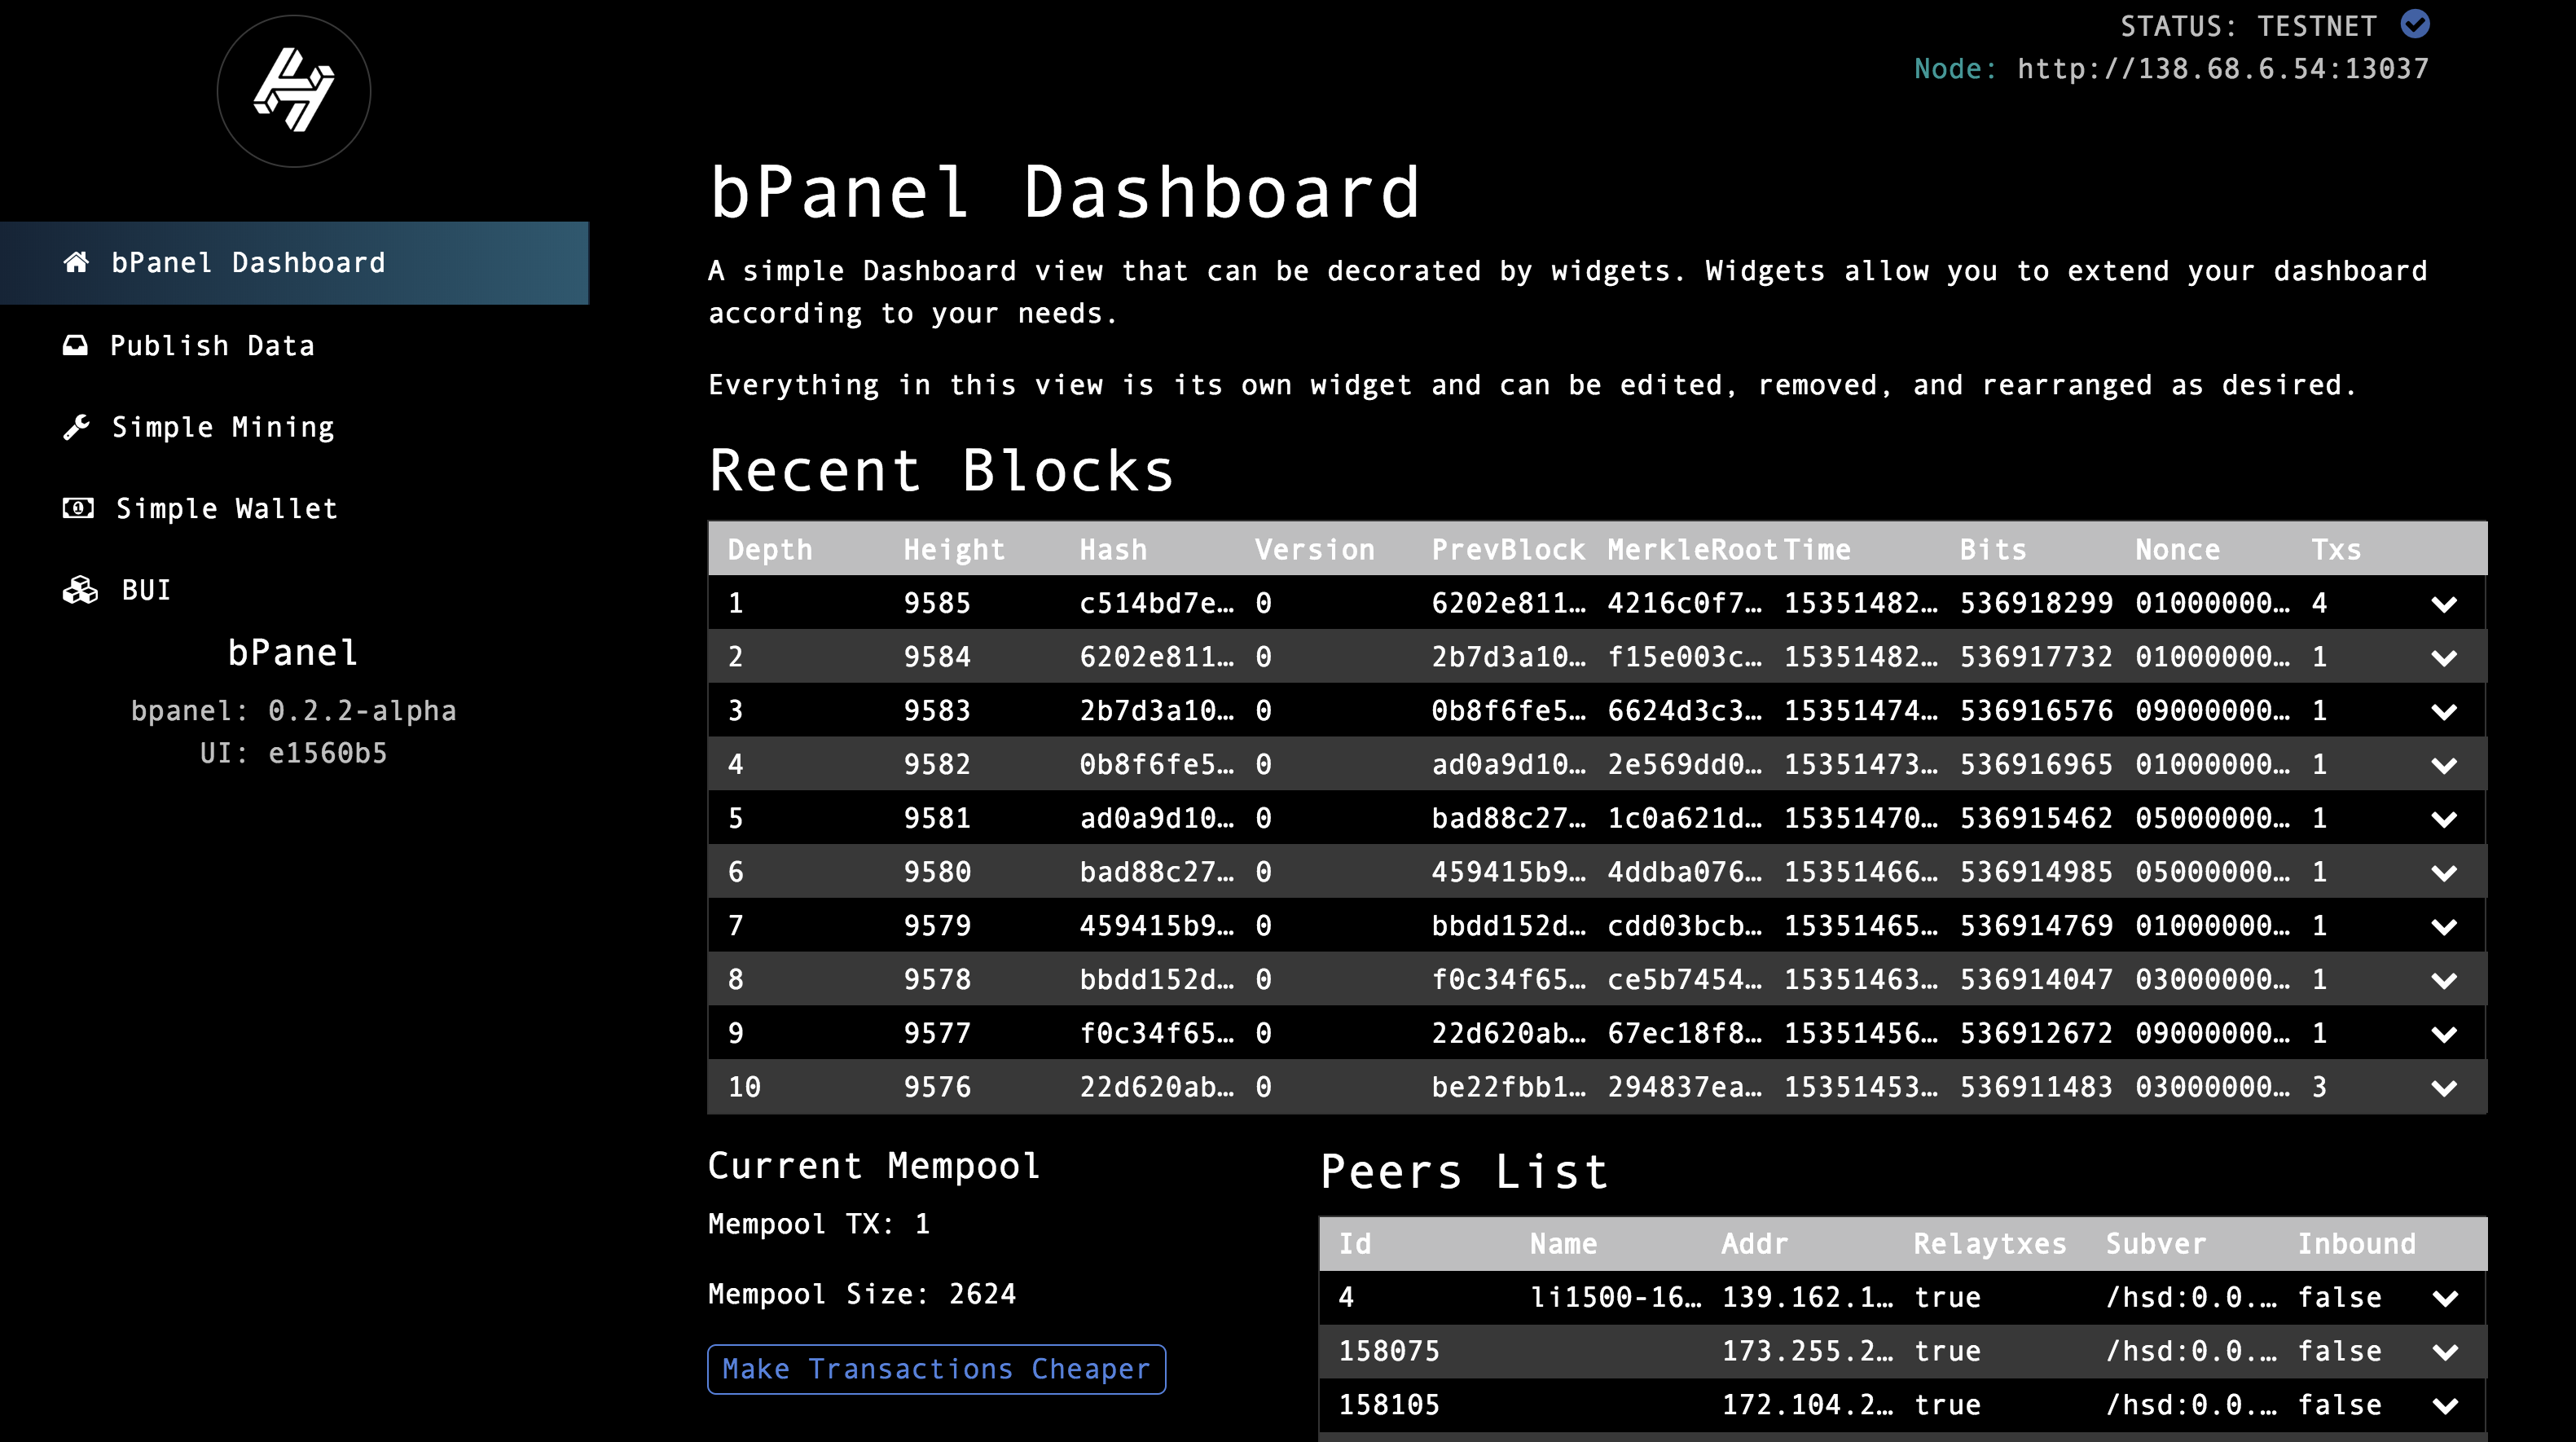 STATUS: TESTNET
Node: http://138.68.6.54:13037
bPanel Dashboard
Publish Data
Simple Mining
Simple Wallet
BUI
bPanel
bpanel: 0.2.2-alpha
UI: e1560b5
bPanel Dashboard
A simple Dashboard view that can be decorated by widgets. Widgets allow you to extend your dashboard
according to your needs.
Everything in this view is its own widget and can be edited, removed, and rearranged as desired.
Recent Blocks
Depth Height Hash Version PrevBlock MerkleRoot Time Bits Nonce Txs
1 9585 c514bd7e… 0 6202e811… 4216c0f7… 15351482… 536918299 01000000… 4
2 9584 6202e811… 0 2b7d3a10… f15e003c… 15351482… 536917732 01000000… 1
3 9583 2b7d3a10… 0 0b8f6fe5… 6624d3c3… 15351474… 536916576 09000000… 1
4 9582 0b8f6fe5… 0 ad0a9d10… 2e569dd0… 15351473… 536916965 01000000… 1
5 9581 ad0a9d10… 0 bad88c27… 1c0a621d… 15351470… 536915462 05000000… 1
6 9580 bad88c27… 0 459415b9… 4ddba076… 15351466… 536914985 05000000… 1
7 9579 459415b9… 0 bbdd152d… cdd03bcb… 15351465… 536914769 01000000… 1
8 9578 bbdd152d… 0 f0c34f65… ce5b7454… 15351463… 536914047 03000000… 1
9 9577 f0c34f65… 0 22d620ab… 67ec18f8… 15351456… 536912672 09000000… 1
10 9576 22d620ab… 0 be22fbb1… 294837ea… 15351453… 536911483 03000000… 3
Current Mempool
Mempool TX: 1
Mempool Size: 2624
Make Transactions Cheaper
Peers List
Id Name Addr Relaytxes Subver Inbound
4 li1500-16… 139.162.1… true /hsd:0.0.… false
158075 173.255.2… true /hsd:0.0.… false
158105 172.104.2… true /hsd:0.0.… false